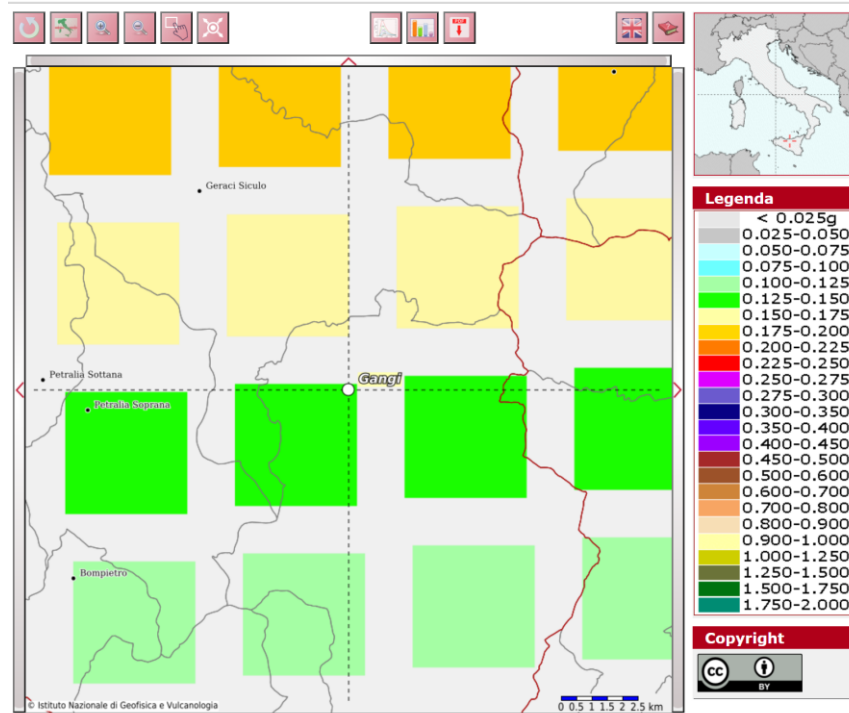 PDF
Geraci Siculo
Petralia Sottana
Gangi
Petralia Soprana
Bompietro
© Istituto Nazionale di Geofisica e Vulcanologia
0 0.5 1 1.5 2 2.5 km
Legenda
< 0.025g
0.025-0.050
0.050-0.075
0.075-0.100
0.100-0.125
0.125-0.150
0.150-0.175
0.175-0.200
0.200-0.225
0.225-0.250
0.250-0.275
0.275-0.300
0.300-0.350
0.350-0.400
0.400-0.450
0.450-0.500
0.500-0.600
0.600-0.700
0.700-0.800
0.800-0.900
0.900-1.000
1.000-1.250
1.250-1.500
1.500-1.750
1.750-2.000
Copyright
cc
BY